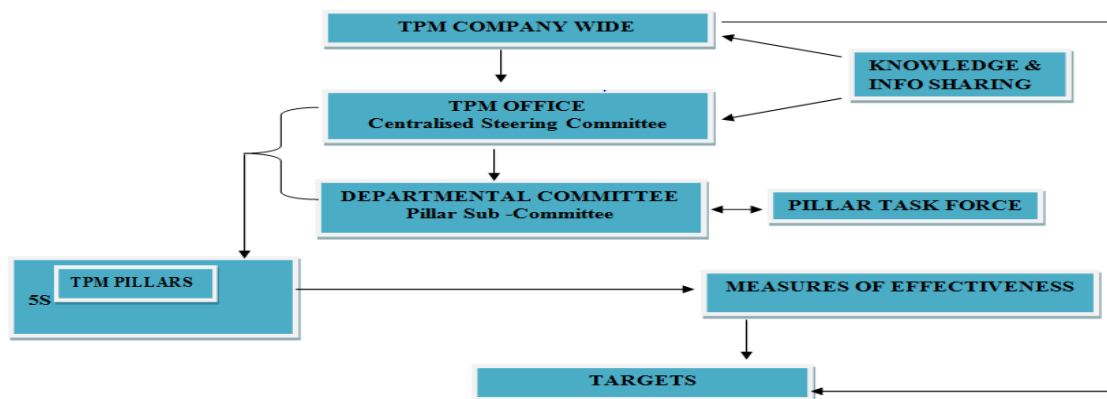 TPM COMPANY WIDE
KNOWLEDGE &
INFO SHARING
TPM OFFICE
Centralised Steering Committee
DEPARTMENTAL COMMITTEE
Pillar Sub -Committee
PILLAR TASK FORCE
TPM PILLARS
5S
MEASURES OF EFFECTIVENESS
TARGETS